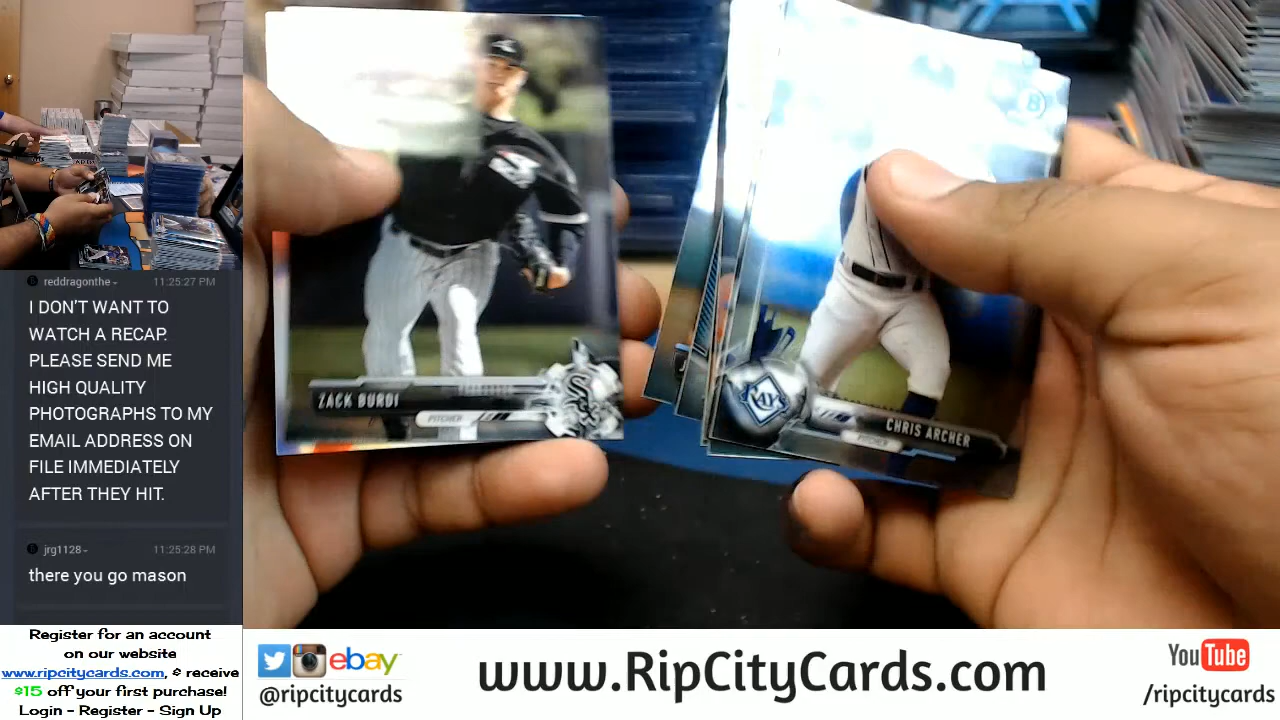 reddragonthe
11:25:27 PM
I DON'T WANT TO
WATCH A RECAP.
PLEASE SEND ME
HIGH QUALITY
PHOTOGRAPHS TO MY
EMAIL ADDRESS ON
FILE IMMEDIATELY
AFTER THEY HIT.
jrg1128
11:25:28 PM
there you go mason
Register for an account
on our website
www.ripcitycards.com, & receive
$15 off your first purchase!
Login - Register - Sign Up
ZACK BURDI
PITCHER
SOX
B
RAYS
CHRIS ARCHER
PITCHER
ebay
@ripcitycards
www.RipCityCards.com
YouTube
/ripcitycards